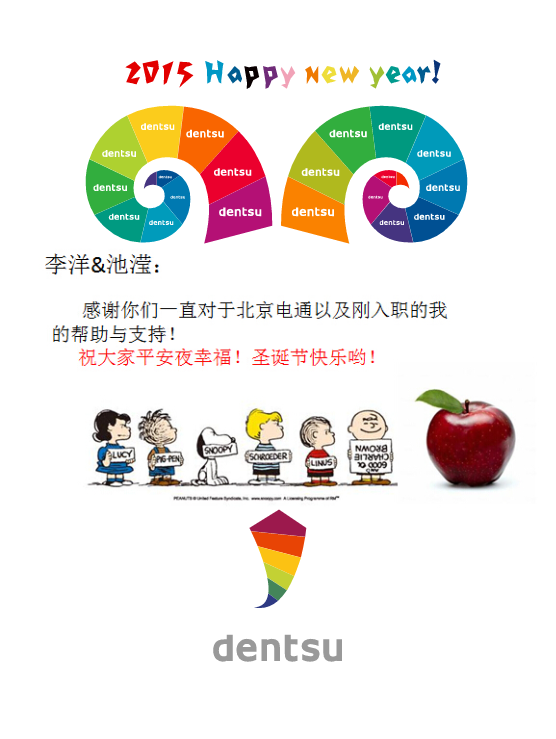 2015 Happy new year!
dentsu dentsu dentsu dentsu dentsu dentsu dentsu dentsu dentsu dentsu dentsu
dentsu dentsu dentsu dentsu dentsu dentsu dentsu dentsu dentsu dentsu
李洋&池滢：
感谢你们一直对于北京电通以及刚入职的我
的帮助与支持！
祝大家平安夜幸福！圣诞节快乐哟！
LUCY
PIG-PEN
SNOOPY
SCHROEDER
LINUS
GOOD OL' CHARLIE BROWN
PEANUTS © United Feature Syndicate, Inc. www.snoopy.com A Licensing Programme of RM™
dentsu